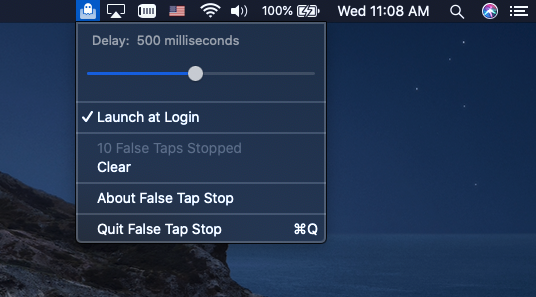 100% Wed 11:08 AM
Delay: 500 milliseconds
✓ Launch at Login
10 False Taps Stopped
Clear
About False Tap Stop
Quit False Tap Stop ⌘Q